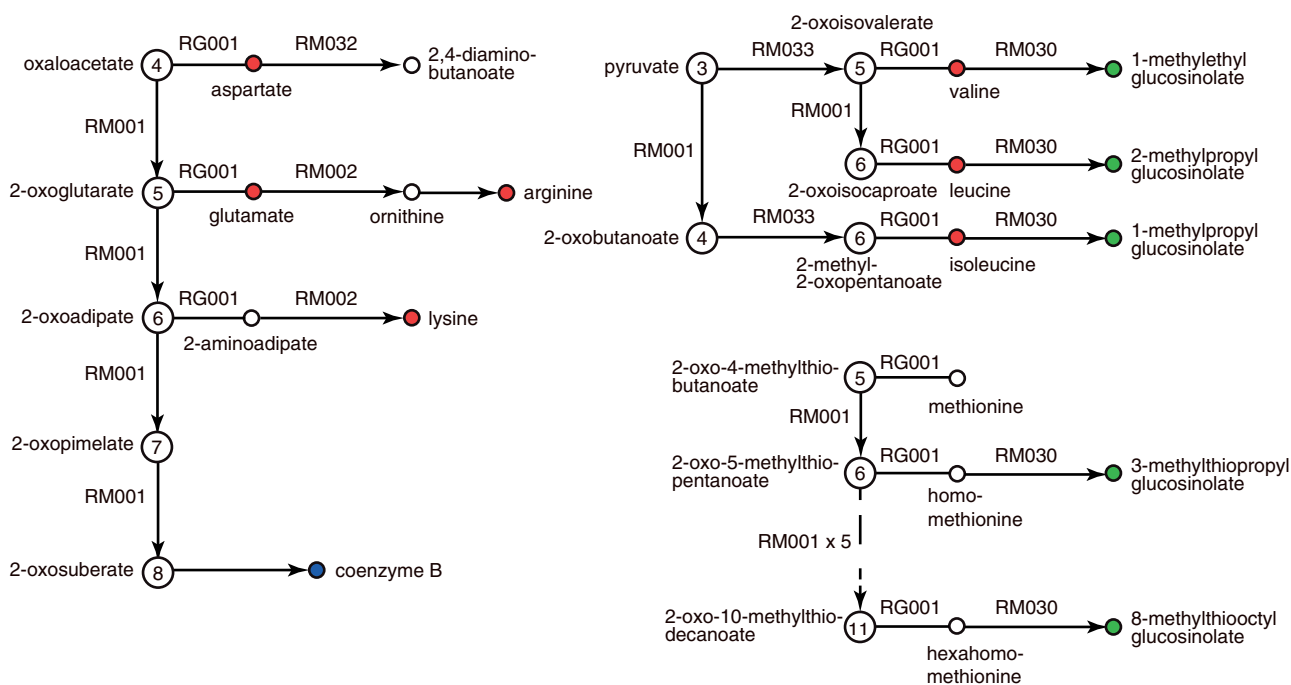 RG001 RM032
oxaloacetate 4 2,4-diamino-
butanoate
aspartate
RM001
RG001 RM002
2-oxoglutarate 5 arginine
glutamate ornithine
RM001
RG001 RM002
2-oxoadipate 6 lysine
2-aminoadipate
RM001
2-oxopimelate 7
RM001
2-oxosuberate 8 coenzyme B
2-oxoisovalerate
RM033 RG001 RM030
pyruvate 3 5 1-methylethyl
glucosinolate
valine
RM001
RM001
RG001 RM030
6 2-methylpropyl
glucosinolate
2-oxoisocaproate leucine
RM033 RG001 RM030
2-oxobutanoate 4 6 1-methylpropyl
glucosinolate
2-methyl-
2-oxopentanoate
isoleucine
2-oxo-4-methylthio-
butanoate
5 RG001
methionine
RM001
2-oxo-5-methylthio-
pentanoate
6 RG001 RM030
3-methylthiopropyl
glucosinolate
homo-
methionine
RM001 x 5
2-oxo-10-methylthio-
decanoate
11 RG001 RM030
8-methylthiooctyl
glucosinolate
hexahomo-
methionine